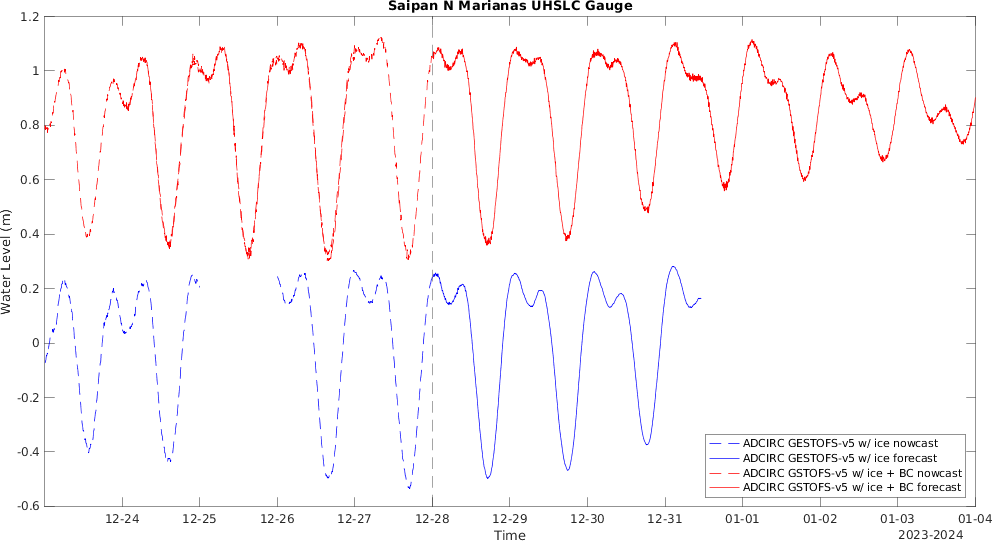 Saipan N Marianas UHSLC Gauge
Water Level (m)
1.2
1
0.8
0.6
0.4
0.2
0
-0.2
-0.4
-0.6
ADCIRC GESTOFS-v5 w/ ice nowcast
ADCIRC GESTOFS-v5 w/ ice forecast
ADCIRC GSTOFS-v5 w/ ice + BC nowcast
ADCIRC GSTOFS-v5 w/ ice + BC forecast
12-24 12-25 12-26 12-27 12-28 12-29 12-30 12-31 01-01 01-02 01-03 01-04
Time
2023-2024